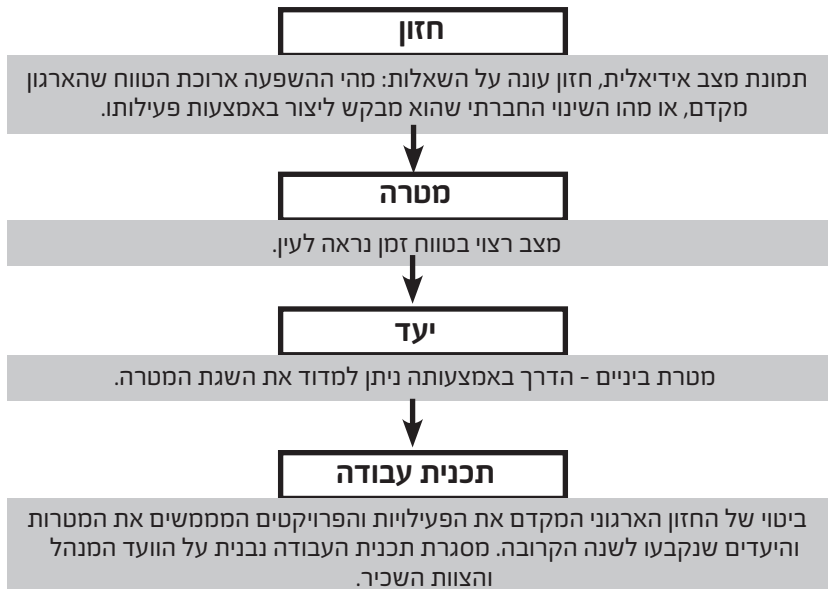 חזון
תמונת מצב אידיאלית, חזון עונה על השאלות: מהי ההשפעה ארוכת הטווח שהארגון
מקדם, או מהו השינוי החברתי שהוא מבקש ליצור באמצעות פעילותו.
מטרה
מצב רצוי בטווח זמן נראה לעין.
יעד
מטרת ביניים - הדרך באמצעותה ניתן למדוד את השגת המטרה.
תכנית עבודה
ביטוי של החזון הארגוני המקדם את הפעילויות והפרויקטים המממשים את המטרות
והיעדים שנקבעו לשנה הקרובה. מסגרת תכנית העבודה נבנית על הוועד המנהל
והצוות השכיר.